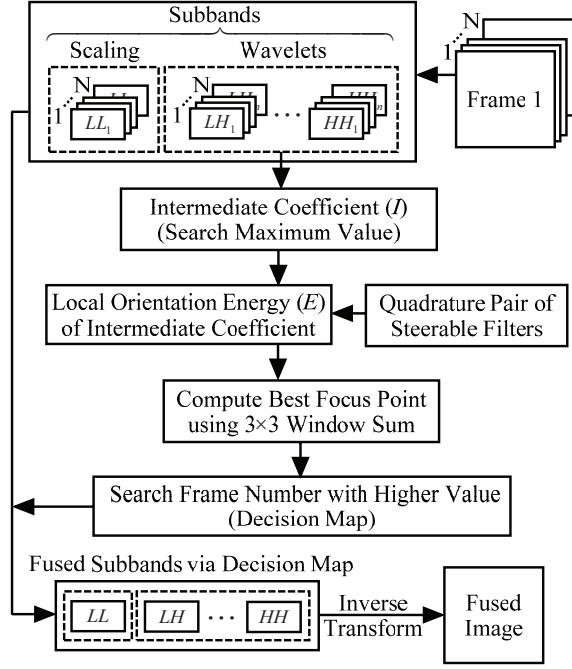 Subbands
Scaling
Wavelets
1 N
LL₁
1 N
LH₁
LHₙ
...
HH₁
HHₙ
1 N
Frame 1
Intermediate Coefficient (I)
(Search Maximum Value)
Local Orientation Energy (E)
of Intermediate Coefficient
Quadrature Pair of
Steerable Filters
Compute Best Focus Point
using 3×3 Window Sum
Search Frame Number with Higher Value
(Decision Map)
Fused Subbands via Decision Map
LL
LH ... HH
Inverse
Transform
Fused
Image